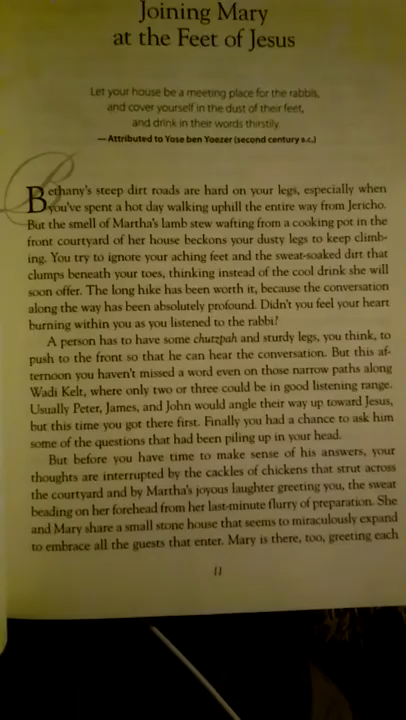 Joining Mary
at the Feet of Jesus
Let your house be a meeting place for the rabbis,
and cover yourself in the dust of their feet,
and drink in their words thirstily.
—Attributed to Yose ben Yoezer (second century B.C.)
Bethany's steep dirt roads are hard on your legs, especially when
you've spent a hot day walking uphill the entire way from Jericho.
But the smell of Martha's lamb stew wafting from a cooking pot in the
front courtyard of her house beckons your dusty legs to keep climb-
ing. You try to ignore your aching feet and the sweat-soaked dirt that
clumps beneath your toes, thinking instead of the cool drink she will
soon offer. The long hike has been worth it, because the conversation
along the way has been absolutely profound. Didn't you feel your heart
burning within you as you listened to the rabbi?
A person has to have some chutzpah and sturdy legs, you think, to
push to the front so that he can hear the conversation. But this af-
ternoon you haven't missed a word even on those narrow paths along
Wadi Kelt, where only two or three could be in good listening range.
Usually Peter, James, and John would angle their way up toward Jesus,
but this time you got there first. Finally you had a chance to ask him
some of the questions that had been piling up in your head.
But before you have time to make sense of his answers, your
thoughts are interrupted by the cackles of chickens that strut across
the courtyard and by Martha's joyous laughter greeting you, the sweat
beading on her forehead from her last-minute flurry of preparation. She
and Mary share a small stone house that seems to miraculously expand
to embrace all the guests that enter. Mary is there, too, greeting each
11